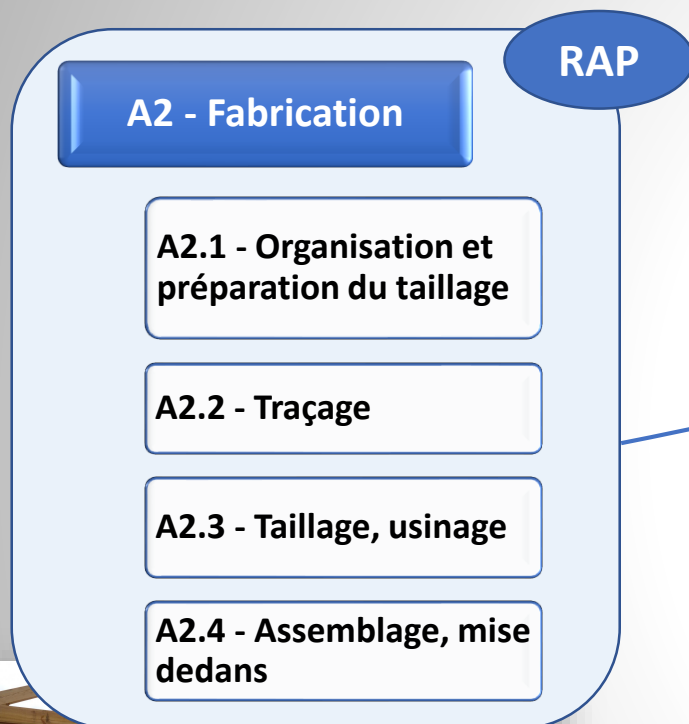 RAP
A2 - Fabrication
A2.1 - Organisation et
préparation du taillage
A2.2 - Traçage
A2.3 - Taillage, usinage
A2.4 - Assemblage, mise
dedans